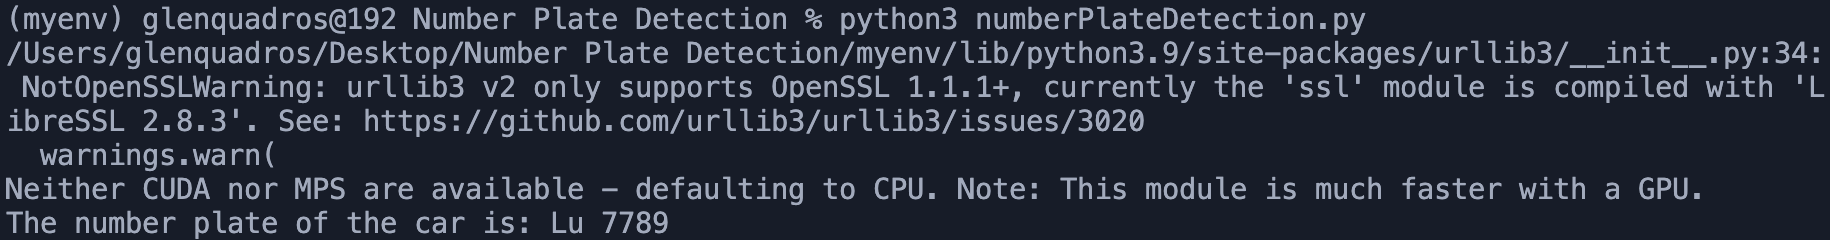 (myenv) glenquadros@192 Number Plate Detection % python3 numberPlateDetection.py
/Users/glenquadros/Desktop/Number Plate Detection/myenv/lib/python3.9/site-packages/urllib3/__init__.py:34:
 NotOpenSSLWarning: urllib3 v2 only supports OpenSSL 1.1.1+, currently the 'ssl' module is compiled with 'L
ibreSSL 2.8.3'. See: https://github.com/urllib3/urllib3/issues/3020
  warnings.warn(
Neither CUDA nor MPS are available - defaulting to CPU. Note: This module is much faster with a GPU.
The number plate of the car is: Lu 7789